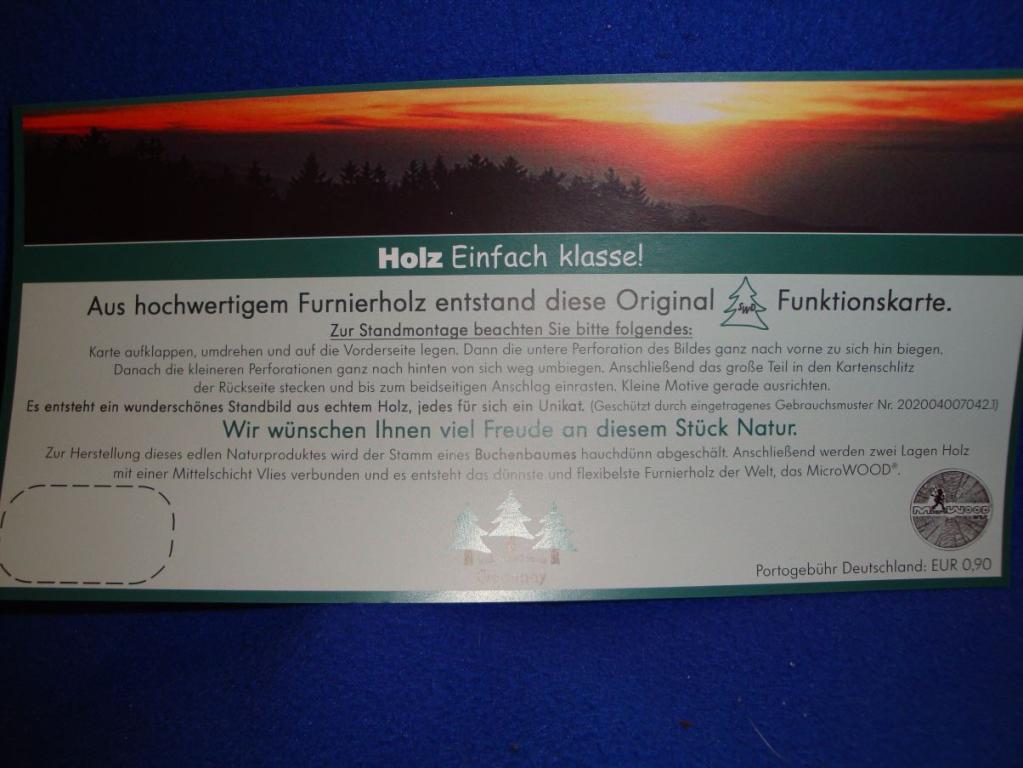 Holz Einfach klasse!
Aus hochwertigem Furnierholz entstand diese Original SWD Funktionskarte.
Zur Standmontage beachten Sie bitte folgendes:
Karte aufklappen, umdrehen und auf die Vorderseite legen. Dann die untere Perforation des Bildes ganz nach vorne zu sich hin biegen.
Danach die kleineren Perforationen ganz nach hinten von sich weg umbiegen. Anschließend das große Teil in den Kartenschlitz
der Rückseite stecken und bis zum beidseitigen Anschlag einrasten. Kleine Motive gerade ausrichten.
Es entsteht ein wunderschönes Standbild aus echtem Holz, jedes für sich ein Unikat. (Geschützt durch eingetragenes Gebrauchsmuster Nr. 202004007042.1)
Wir wünschen Ihnen viel Freude an diesem Stück Natur.
Zur Herstellung dieses edlen Naturproduktes wird der Stamm eines Buchenbaumes hauchdünn abgeschält. Anschließend werden zwei Lagen Holz
mit einer Mittelschicht Vlies verbunden und es entsteht das dünnste und flexibelste Furnierholz der Welt, das MicroWOOD®.
Germany
Portogebühr Deutschland: EUR 0,90